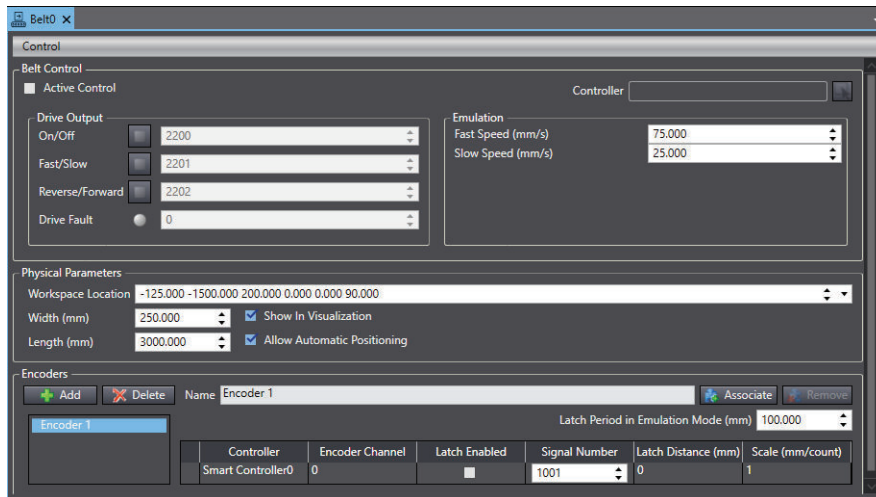 Belt0
Control
Belt Control
Active Control
Controller
Drive Output
On/Off 2200
Fast/Slow 2201
Reverse/Forward 2202
Drive Fault 0
Emulation
Fast Speed (mm/s) 75.000
Slow Speed (mm/s) 25.000
Physical Parameters
Workspace Location -125.000 -1500.000 200.000 0.000 0.000 90.000
Width (mm) 250.000 Show In Visualization
Length (mm) 3000.000 Allow Automatic Positioning
Encoders
Add Delete Name Encoder 1 Associate Remove
Encoder 1
Latch Period in Emulation Mode (mm) 100.000
Controller Encoder Channel Latch Enabled Signal Number Latch Distance (mm) Scale (mm/count)
Smart Controller0 0 1001 0 1